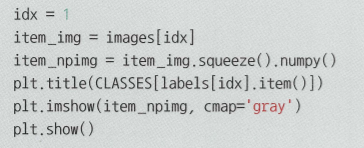 idx = 1
item_img = images[idx]
item_npimg = item_img.squeeze().numpy()
plt.title(CLASSES[labels[idx].item()])
plt.imshow(item_npimg, cmap='gray')
plt.show()